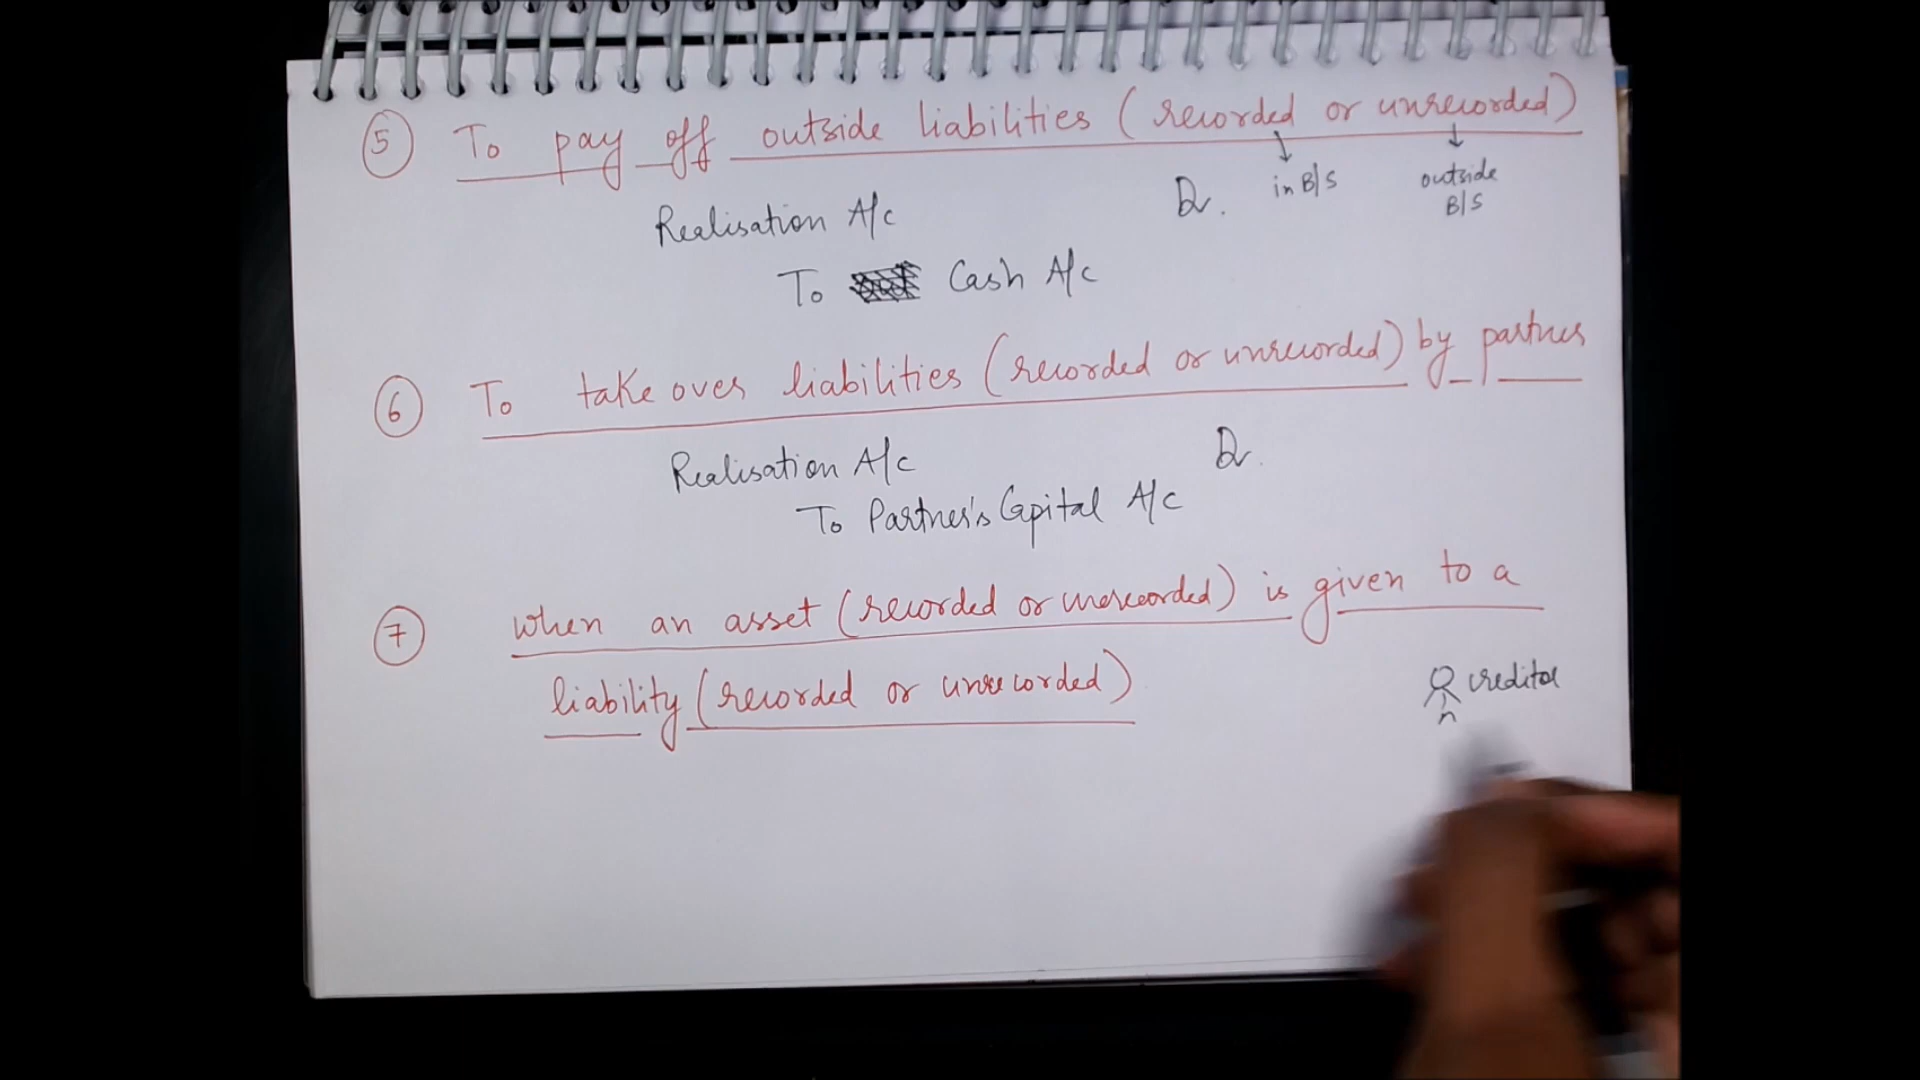 5 To pay off outside liabilities (recorded or unrecorded)
in B/S
outside B/S
Realisation A/c Dr.
To Cash A/c
6 To take over liabilities (recorded or unrecorded) by partner
Realisation A/c Dr.
To Partner's Capital A/c
7 when an asset (recorded or unrecorded) is given to a
liability (recorded or unrecorded)
creditor